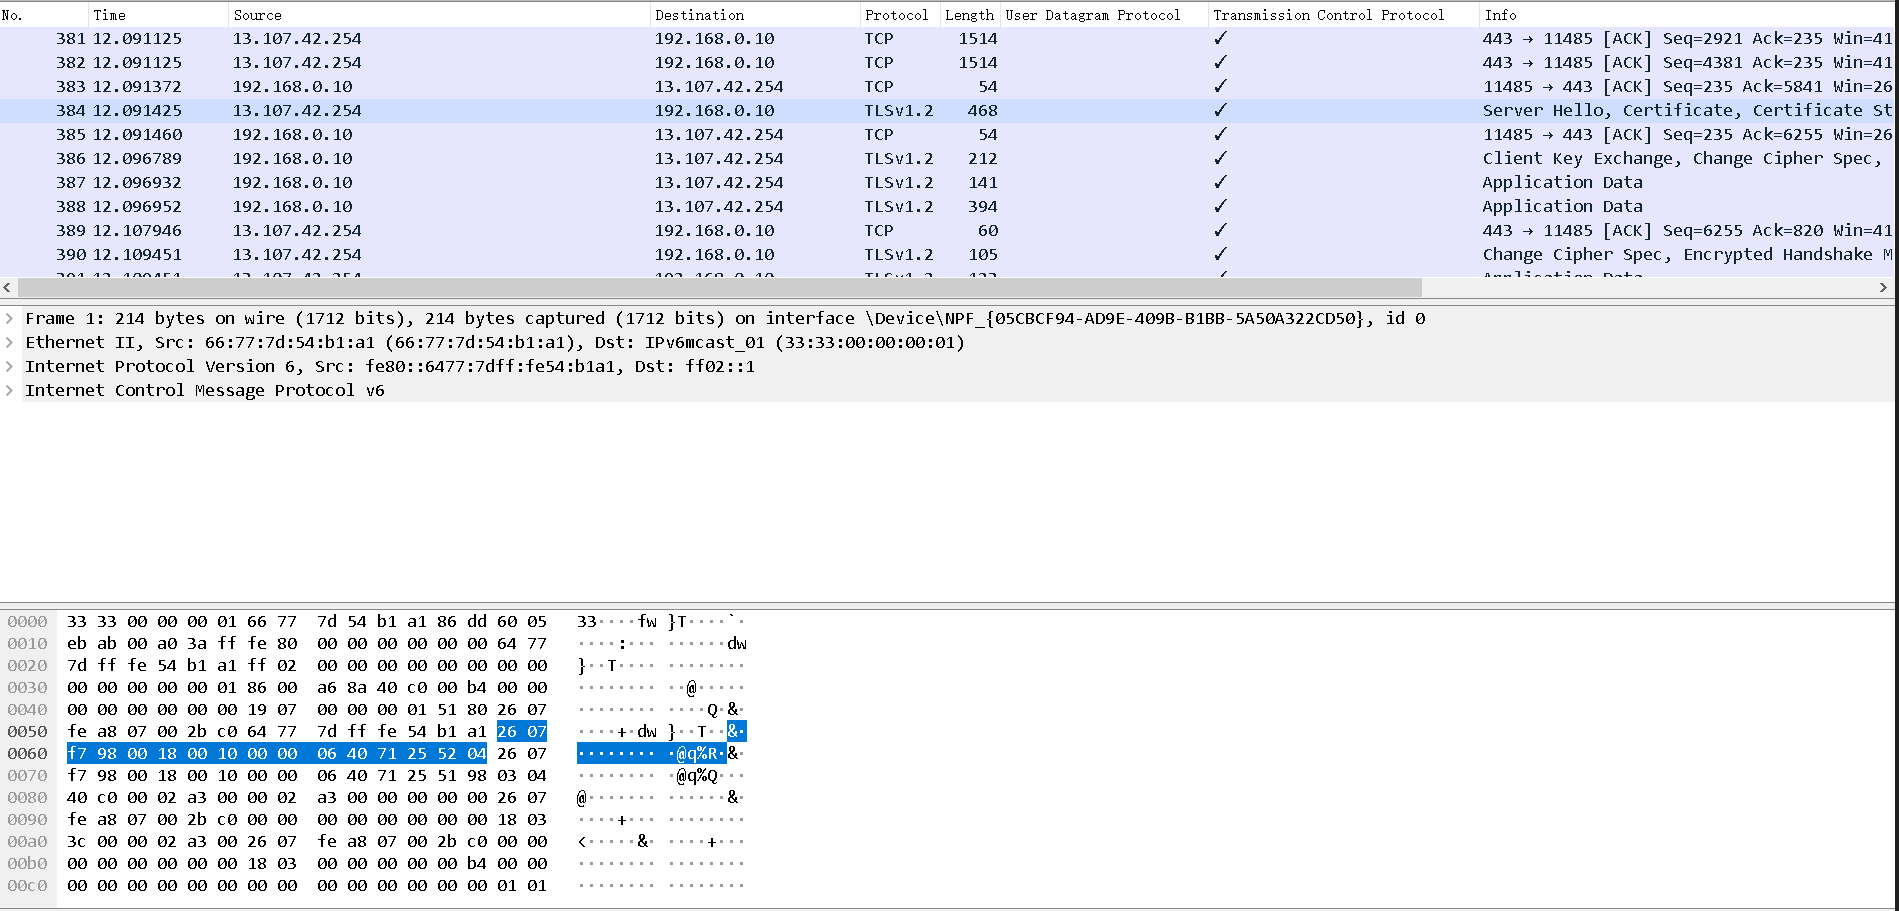 No. Time Source Destination Protocol Length User Datagram Protocol Transmission Control Protocol Info
381 12.091125 13.107.42.254 192.168.0.10 TCP 1514 ✓ 443 → 11485 [ACK] Seq=2921 Ack=235 Win=41
382 12.091125 13.107.42.254 192.168.0.10 TCP 1514 ✓ 443 → 11485 [ACK] Seq=4381 Ack=235 Win=41
383 12.091372 192.168.0.10 13.107.42.254 TCP 54 ✓ 11485 → 443 [ACK] Seq=235 Ack=5841 Win=26
384 12.091425 13.107.42.254 192.168.0.10 TLSv1.2 468 ✓ Server Hello, Certificate, Certificate St
385 12.091460 192.168.0.10 13.107.42.254 TCP 54 ✓ 11485 → 443 [ACK] Seq=235 Ack=6255 Win=26
386 12.096789 192.168.0.10 13.107.42.254 TLSv1.2 212 ✓ Client Key Exchange, Change Cipher Spec,
387 12.096932 192.168.0.10 13.107.42.254 TLSv1.2 141 ✓ Application Data
388 12.096952 192.168.0.10 13.107.42.254 TLSv1.2 394 ✓ Application Data
389 12.107946 13.107.42.254 192.168.0.10 TCP 60 ✓ 443 → 11485 [ACK] Seq=6255 Ack=820 Win=41
390 12.109451 13.107.42.254 192.168.0.10 TLSv1.2 105 ✓ Change Cipher Spec, Encrypted Handshake M
Frame 1: 214 bytes on wire (1712 bits), 214 bytes captured (1712 bits) on interface \Device\NPF_{05CBCF94-AD9E-409B-B1BB-5A50A322CD50}, id 0
Ethernet II, Src: 66:77:7d:54:b1:a1 (66:77:7d:54:b1:a1), Dst: IPv6mcast_01 (33:33:00:00:00:01)
Internet Protocol Version 6, Src: fe80::6477:7dff:fe54:b1a1, Dst: ff02::1
Internet Control Message Protocol v6
0000 33 33 00 00 00 01 66 77 7d 54 b1 a1 86 dd 60 05 33····fw }T····`·
0010 eb ab 00 a0 3a ff fe 80 00 00 00 00 00 00 64 77 ····:··· ······dw
0020 7d ff fe 54 b1 a1 ff 02 00 00 00 00 00 00 00 00 }··T···· ········
0030 00 00 00 00 00 01 86 00 a6 8a 40 c0 00 b4 00 00 ········ ··@·····
0040 00 00 00 00 00 00 19 07 00 00 00 01 51 80 26 07 ········ ····Q·&·
0050 fe a8 07 00 2b c0 64 77 7d ff fe 54 b1 a1 26 07 ····+·dw }··T··&·
0060 f7 98 00 18 00 10 00 00 06 40 71 25 52 04 26 07 ········ ·@q%R·&·
0070 f7 98 00 18 00 10 00 00 06 40 71 25 51 98 03 04 ········ ·@q%Q···
0080 40 c0 00 02 a3 00 00 02 a3 00 00 00 00 00 26 07 @······· ······&·
0090 fe a8 07 00 2b c0 00 00 00 00 00 00 00 00 18 03 ····+··· ········
00a0 3c 00 00 02 a3 00 26 07 fe a8 07 00 2b c0 00 00 <·····&· ····+···
00b0 00 00 00 00 00 00 18 03 00 00 00 00 00 b4 00 00 ········ ········
00c0 00 00 00 00 00 00 00 00 00 00 00 00 00 00 01 01 ········ ········